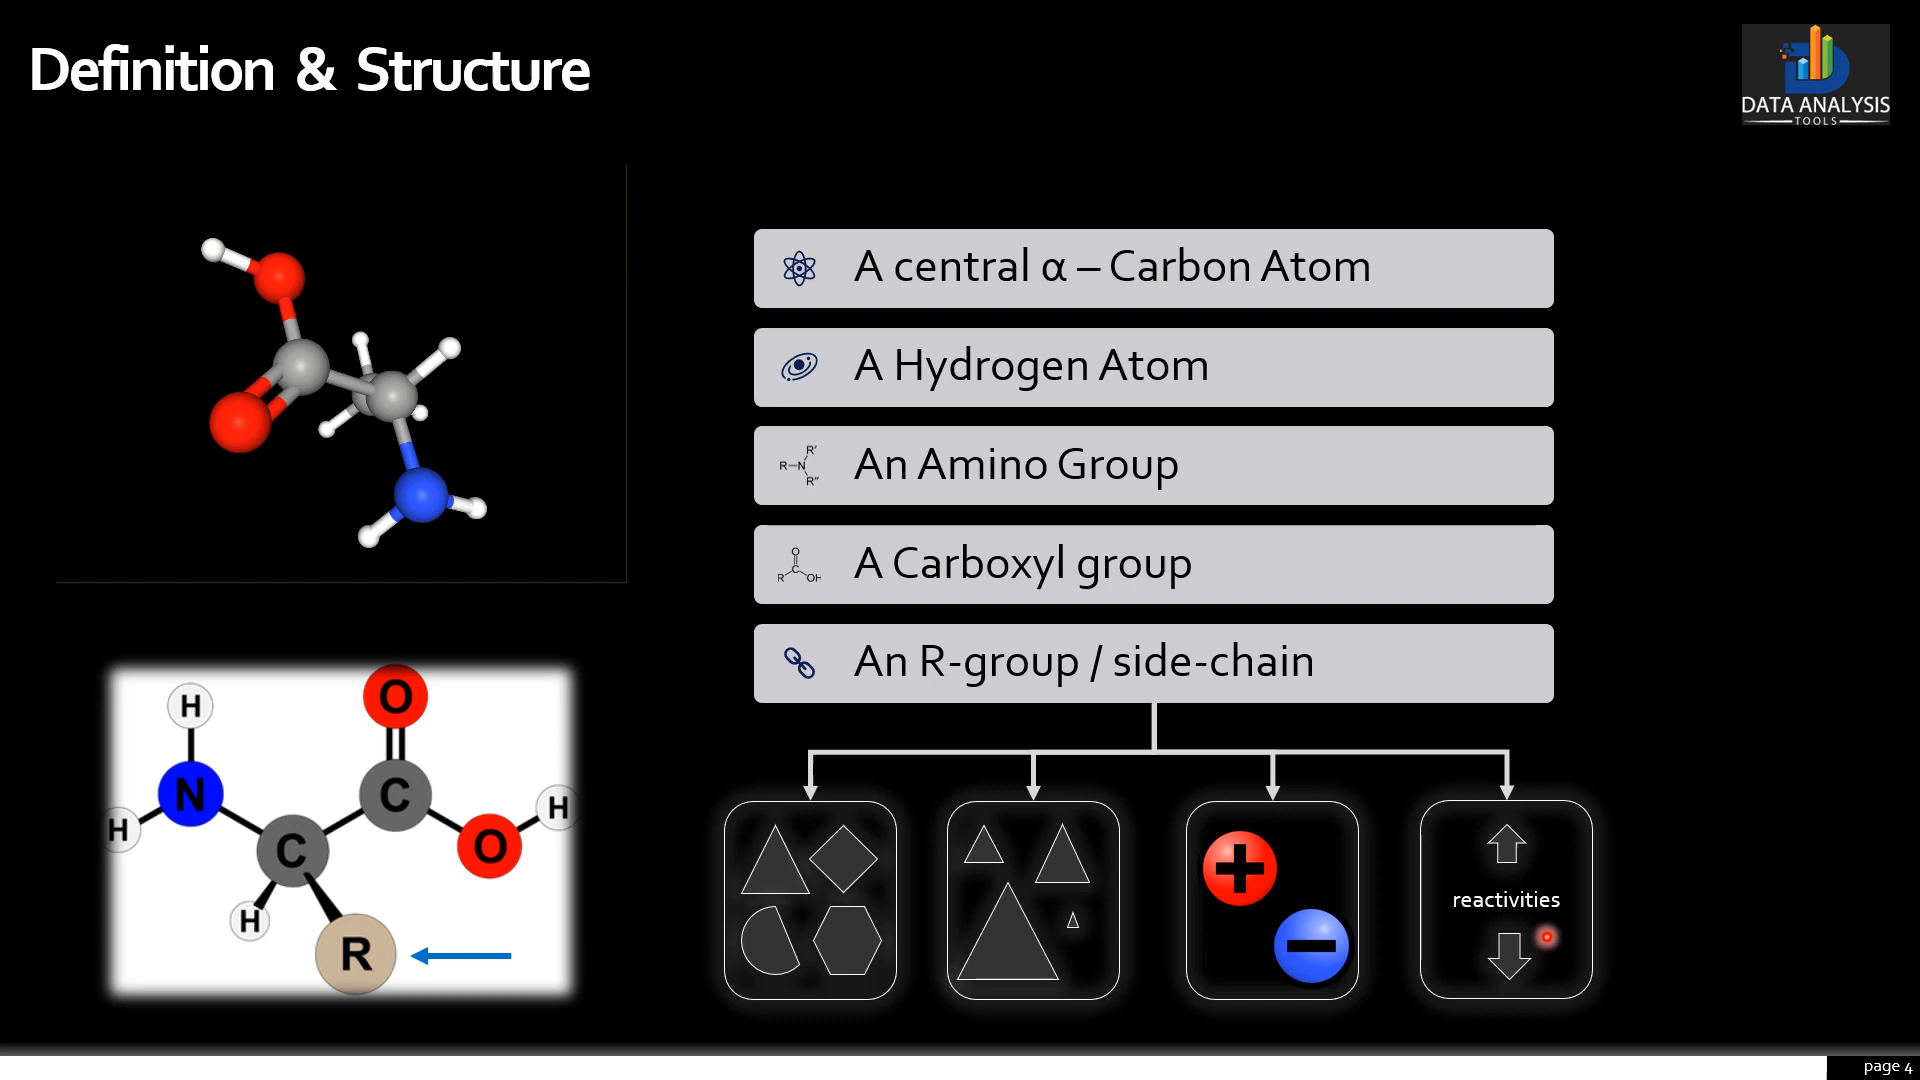 Definition & Structure
DATA ANALYSIS
TOOLS
A central α – Carbon Atom
A Hydrogen Atom
R' R N R"
An Amino Group
O C R OH
A Carboxyl group
An R-group / side-chain
H O
N C H
H C O
H R
reactivities
page 4